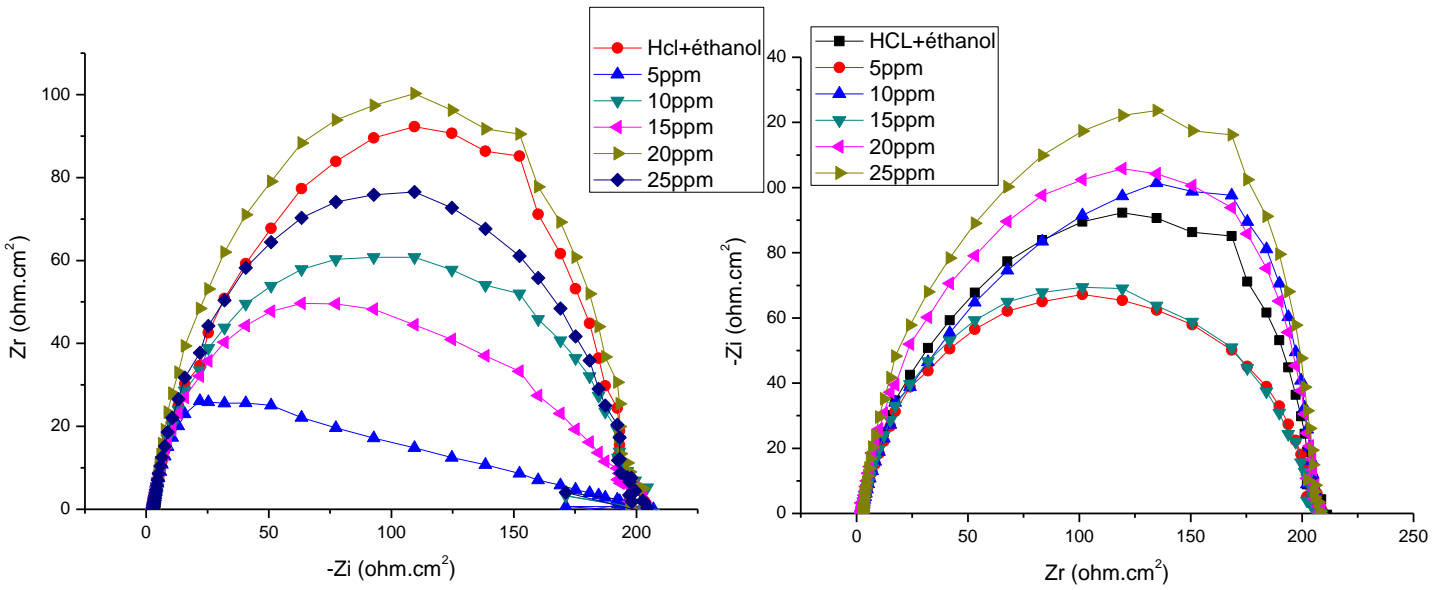 Hcl+éthanol
5ppm
10ppm
15ppm
20ppm
25ppm
100
80
60
40
20
0
Zr (ohm.cm²)
0 50 100 150 200
-Zi (ohm.cm²)
HCL+éthanol
5ppm
10ppm
15ppm
20ppm
25ppm
40
20
00
80
60
40
20
0
-Zi (ohm.cm²)
0 50 100 150 200 250
Zr (ohm.cm²)